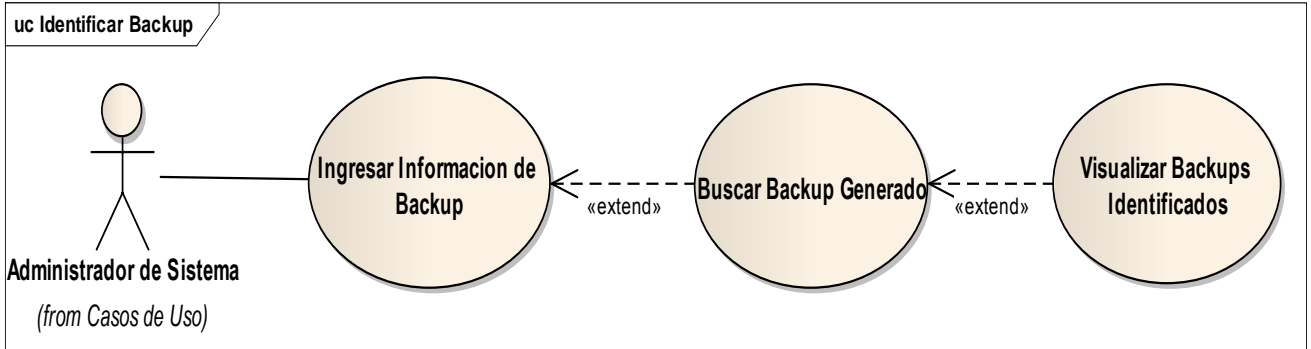 uc Identificar Backup
Ingresar Informacion de
Backup
«extend»
Buscar Backup Generado
«extend»
Visualizar Backups
Identificados
Administrador de Sistema
(from Casos de Uso)